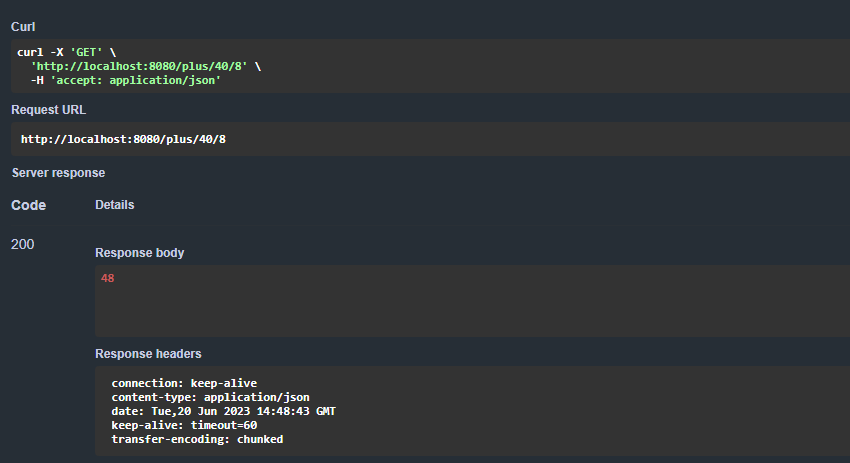 Curl
curl -X 'GET' \
'http://localhost:8080/plus/40/8' \
-H 'accept: application/json'
Request URL
http://localhost:8080/plus/40/8
Server response
Code Details
200
Response body
48
Response headers
connection: keep-alive
content-type: application/json
date: Tue,20 Jun 2023 14:48:43 GMT
keep-alive: timeout=60
transfer-encoding: chunked